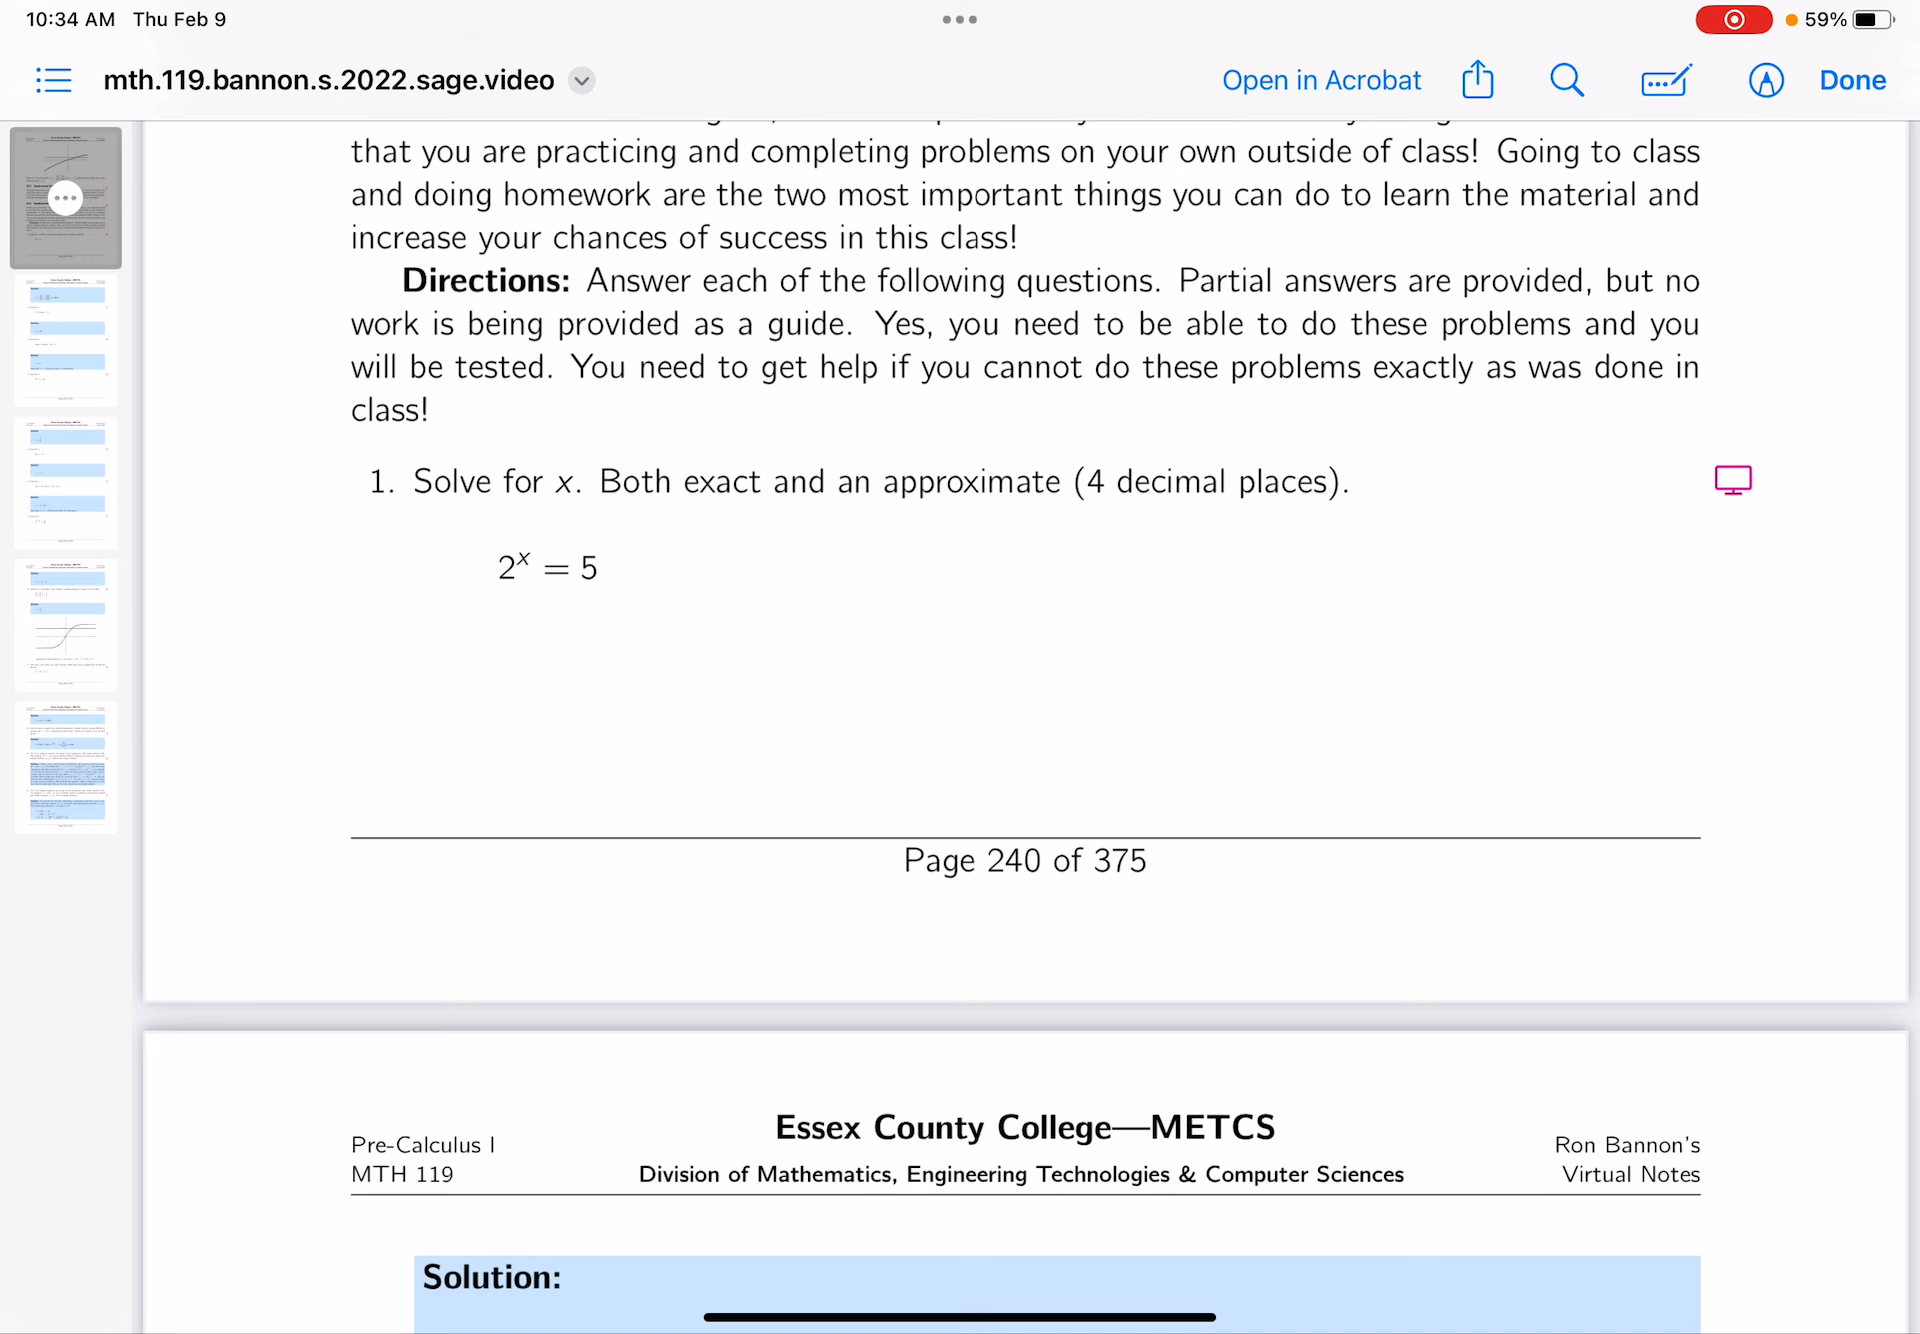 10:34 AM Thu Feb 9
59%
mth.119.bannon.s.2022.sage.video
Open in Acrobat
Done
that you are practicing and completing problems on your own outside of class! Going to class
and doing homework are the two most important things you can do to learn the material and
increase your chances of success in this class!
Directions: Answer each of the following questions. Partial answers are provided, but no
work is being provided as a guide. Yes, you need to be able to do these problems and you
will be tested. You need to get help if you cannot do these problems exactly as was done in
class!
1. Solve for x. Both exact and an approximate (4 decimal places).
2ˣ = 5
Page 240 of 375
Essex County College—METCS
Pre-Calculus I
Ron Bannon's
MTH 119
Division of Mathematics, Engineering Technologies & Computer Sciences
Virtual Notes
Solution: